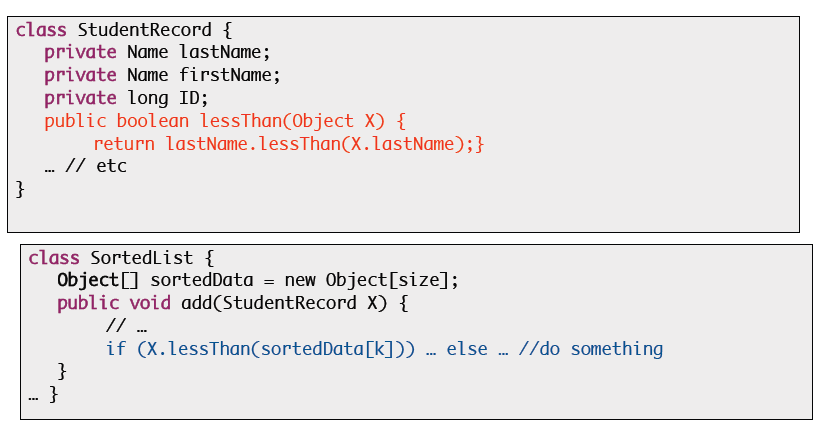 class StudentRecord {
private Name lastName;
private Name firstName;
private long ID;
public boolean lessThan(Object X) {
return lastName.lessThan(X.lastName);}
… // etc
}
class SortedList {
Object[] sortedData = new Object[size];
public void add(StudentRecord X) {
// …
if (X.lessThan(sortedData[k])) … else … //do something
}
… }